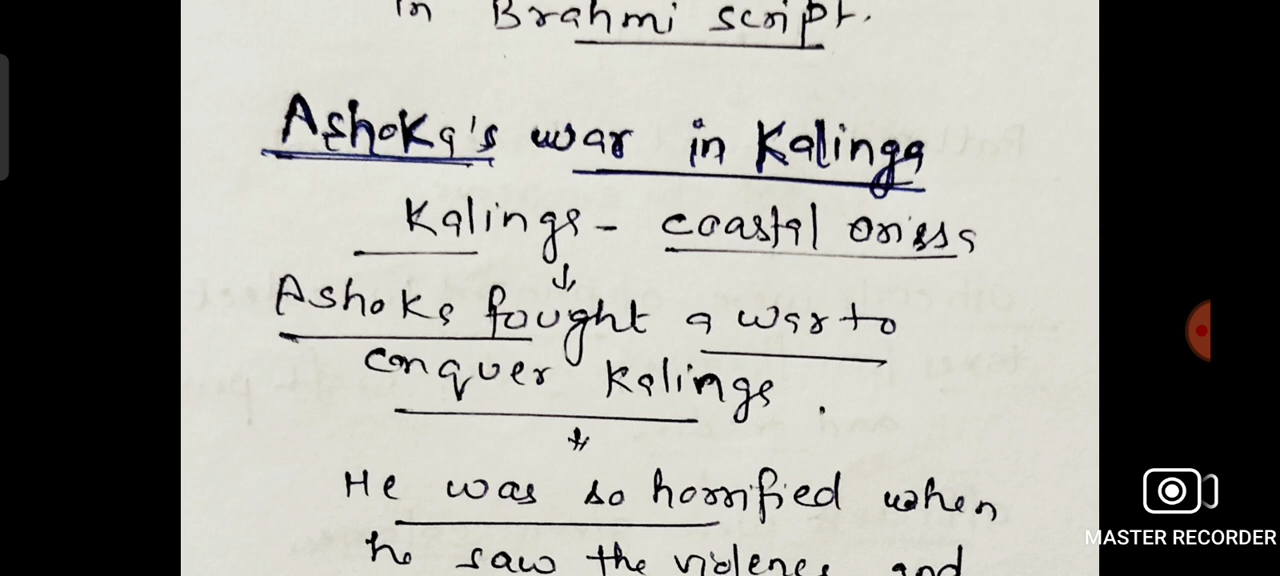 in Brahmi script.
Ashoka's war in Kalinga
Kalinga - coastal orissa
↓
Ashoka fought a war to
conquer Kalinga.
↓
He was so horrified when
he saw the violence and
MASTER RECORDER